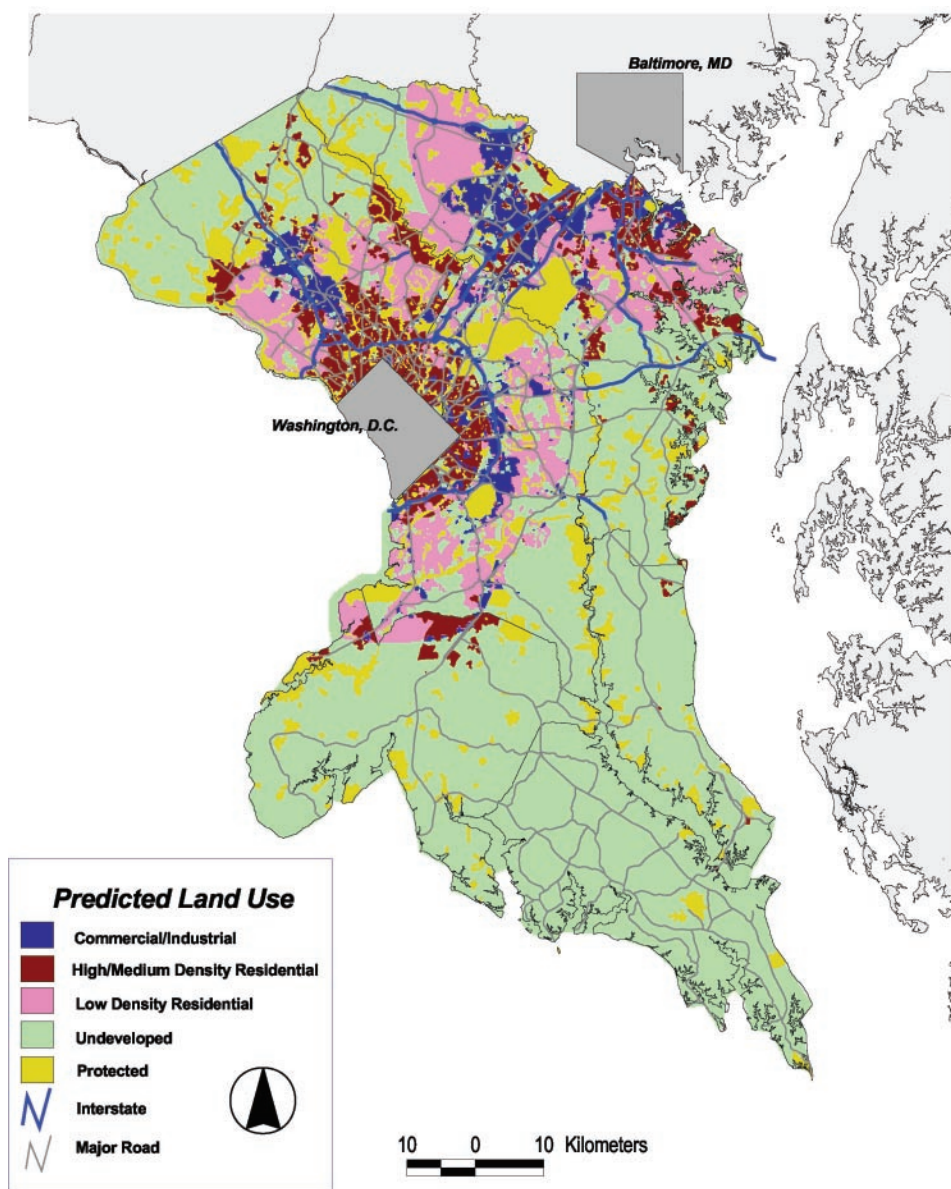 Baltimore, MD
Washington, D.C.
Predicted Land Use
Commercial/Industrial
High/Medium Density Residential
Low Density Residential
Undeveloped
Protected
Interstate
Major Road
10 0 10 Kilometers